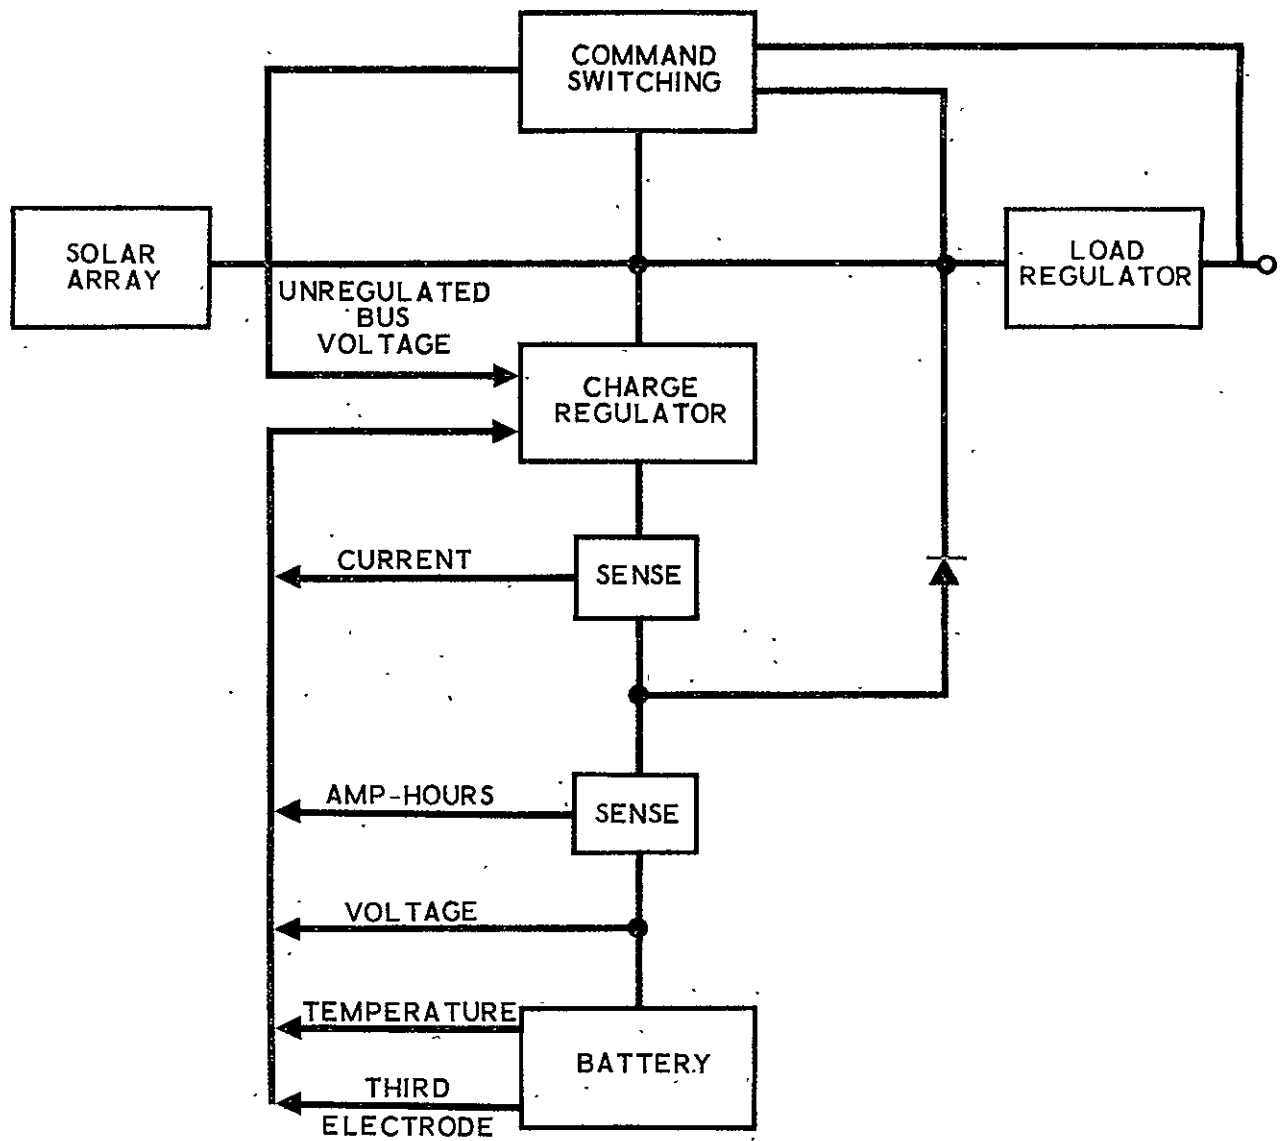 COMMAND
SWITCHING
SOLAR
ARRAY
LOAD
REGULATOR
UNREGULATED
BUS
VOLTAGE
CHARGE
REGULATOR
CURRENT
SENSE
AMP-HOURS
SENSE
VOLTAGE
TEMPERATURE
BATTERY
THIRD
ELECTRODE